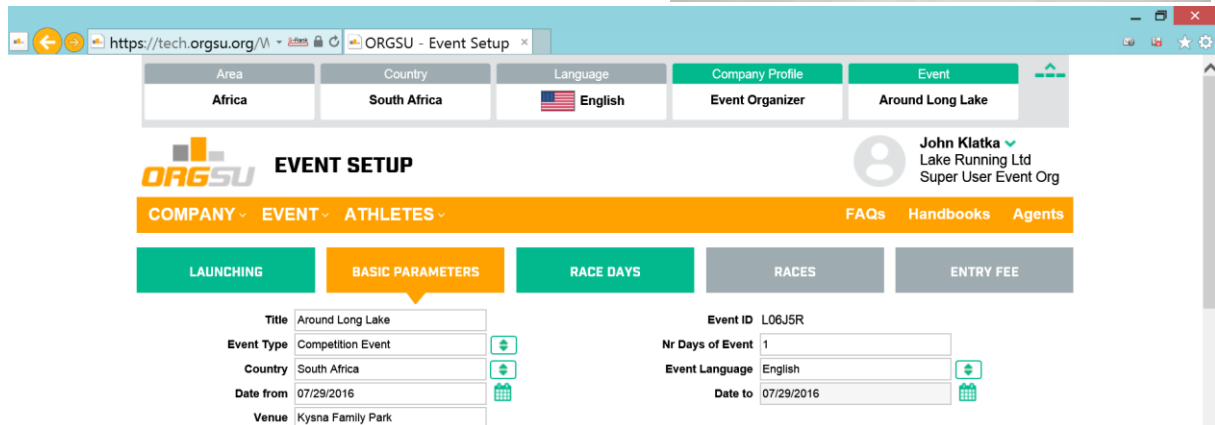 https://tech.orgsu.org/W
ORGSU - Event Setup ×
Area Country Language Company Profile Event
Africa South Africa English Event Organizer Around Long Lake
ORGSU EVENT SETUP
John Klatka
Lake Running Ltd
Super User Event Org
COMPANY EVENT ATHLETES FAQs Handbooks Agents
LAUNCHING BASIC PARAMETERS RACE DAYS RACES ENTRY FEE
Title Around Long Lake Event ID L06J5R
Event Type Competition Event Nr Days of Event 1
Country South Africa Event Language English
Date from 07/29/2016 Date to 07/29/2016
Venue Kysna Family Park